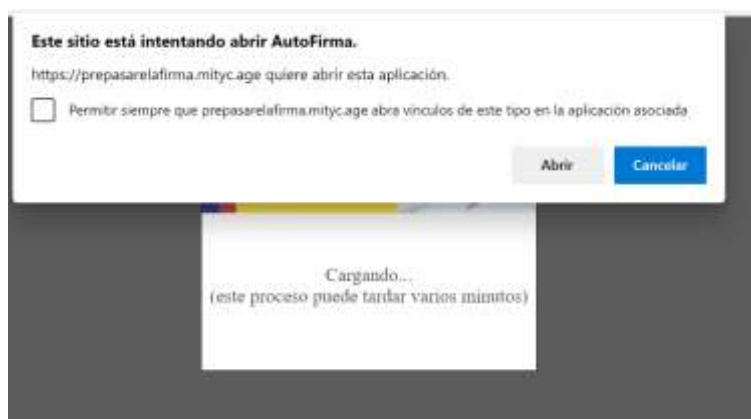 Este sitio está intentando abrir AutoFirma.
https://prepasarelafirma.mityc.age quiere abrir esta aplicación.
Permitir siempre que prepasarelafirma.mityc.age abra vínculos de este tipo en la aplicación asociada
Abrir Cancelar
Cargando...
(este proceso puede tardar varios minutos)